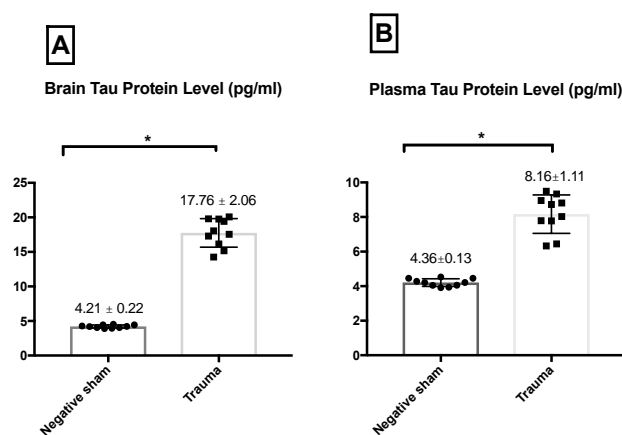 A
Brain Tau Protein Level (pg/ml)
*
25
20
15
10
5
0
17.76 ± 2.06
4.21 ± 0.22
Negative sham
Trauma
B
Plasma Tau Protein Level (pg/ml)
*
10
8
6
4
2
0
8.16±1.11
4.36±0.13
Negative sham
Trauma